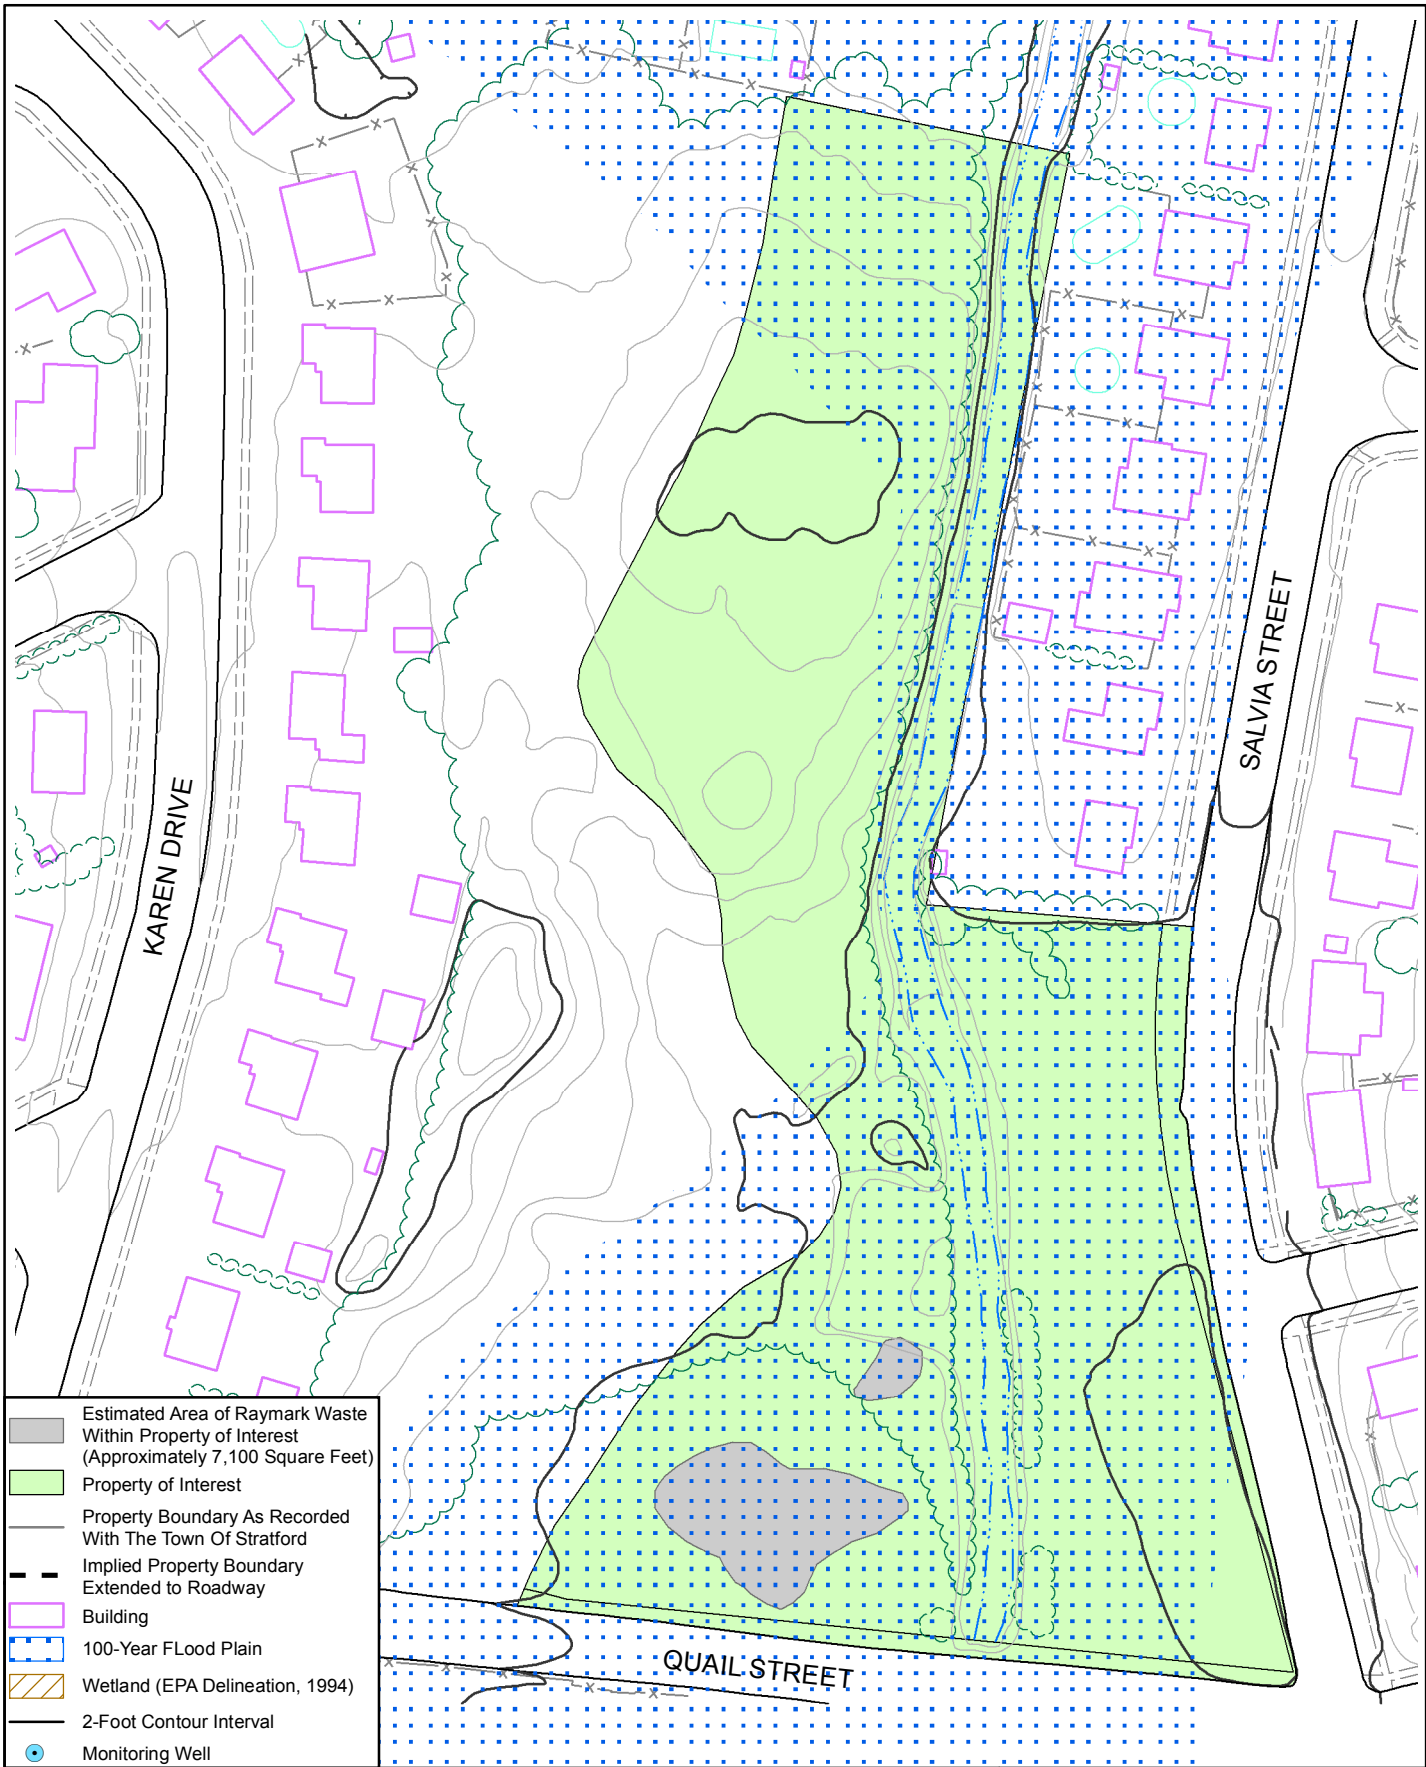 SALVIA STREET
KAREN DRIVE
QUAIL STREET
Estimated Area of Raymark Waste
Within Property of Interest
(Approximately 7,100 Square Feet)
Property of Interest
Property Boundary As Recorded
With The Town Of Stratford
Implied Property Boundary
Extended to Roadway
Building
100-Year FLood Plain
Wetland (EPA Delineation, 1994)
2-Foot Contour Interval
Monitoring Well